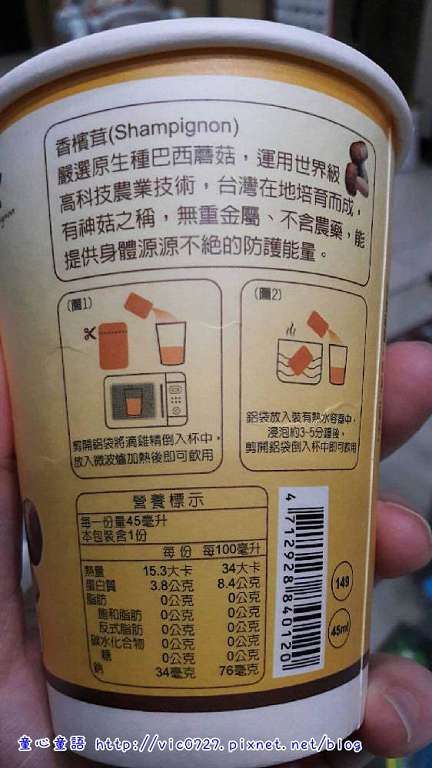 香檳茸(Shampignon)
嚴選原生種巴西蘑菇，運用世界級
高科技農業技術，台灣在地培育而成，
有神菇之稱，無重金屬、不含農藥，能
提供身體源源不絕的防護能量。
(圖1)
剪開鋁袋將滴雞精倒入杯中，
放入微波爐加熱後即可飲用
(圖2)
鋁袋放入裝有熱水容器中，
浸泡約3-5分鐘後，
剪開鋁袋倒入杯中即可飲用
營養標示
每一份量45毫升
本包裝含1份
每份 每100毫升
熱量 15.3大卡 34大卡
蛋白質 3.8公克 8.4公克
脂肪 0公克 0公克
飽和脂肪 0公克 0公克
反式脂肪 0公克 0公克
碳水化合物 0公克 0公克
糖 0公克 0公克
鈉 34毫克 76毫克
4712928840120
149
45ml
童心童語 http://vic0727.pixnet.net/blog